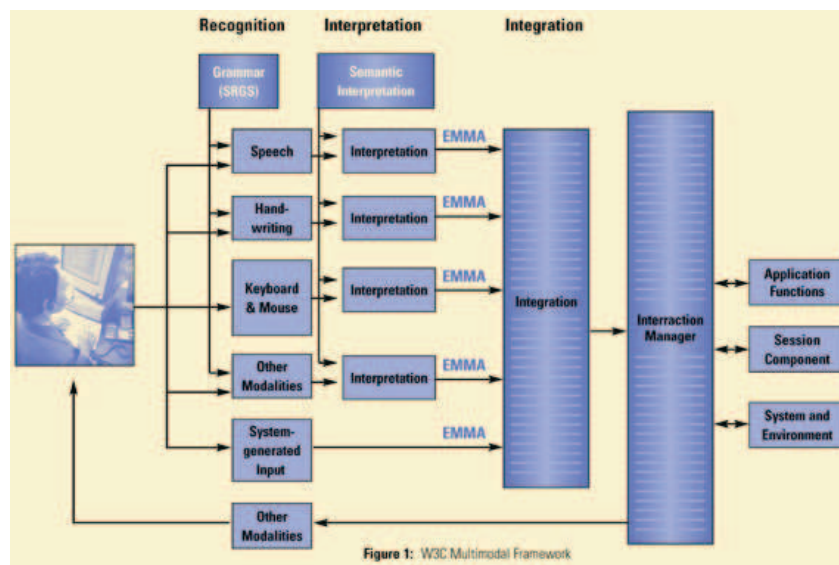 Recognition
Interpretation
Integration
Grammar
(SRGS)
Semantic
Interpretation
Speech
Interpretation
EMMA
Hand-
writing
Interpretation
EMMA
Keyboard
& Mouse
Interpretation
EMMA
Other
Modalities
Interpretation
EMMA
System-
generated
Input
EMMA
Integration
Interraction
Manager
Application
Functions
Session
Component
System and
Environment
Other
Modalities
Figure 1: W3C Multimodal Framework